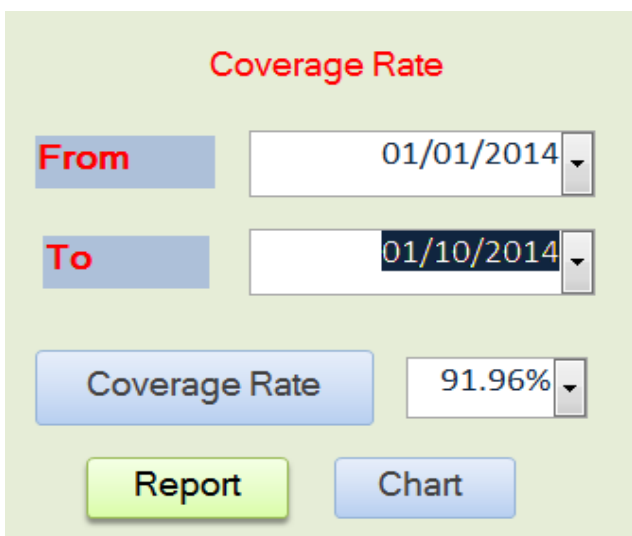 Coverage Rate
From 01/01/2014
To 01/10/2014
Coverage Rate 91.96%
Report Chart